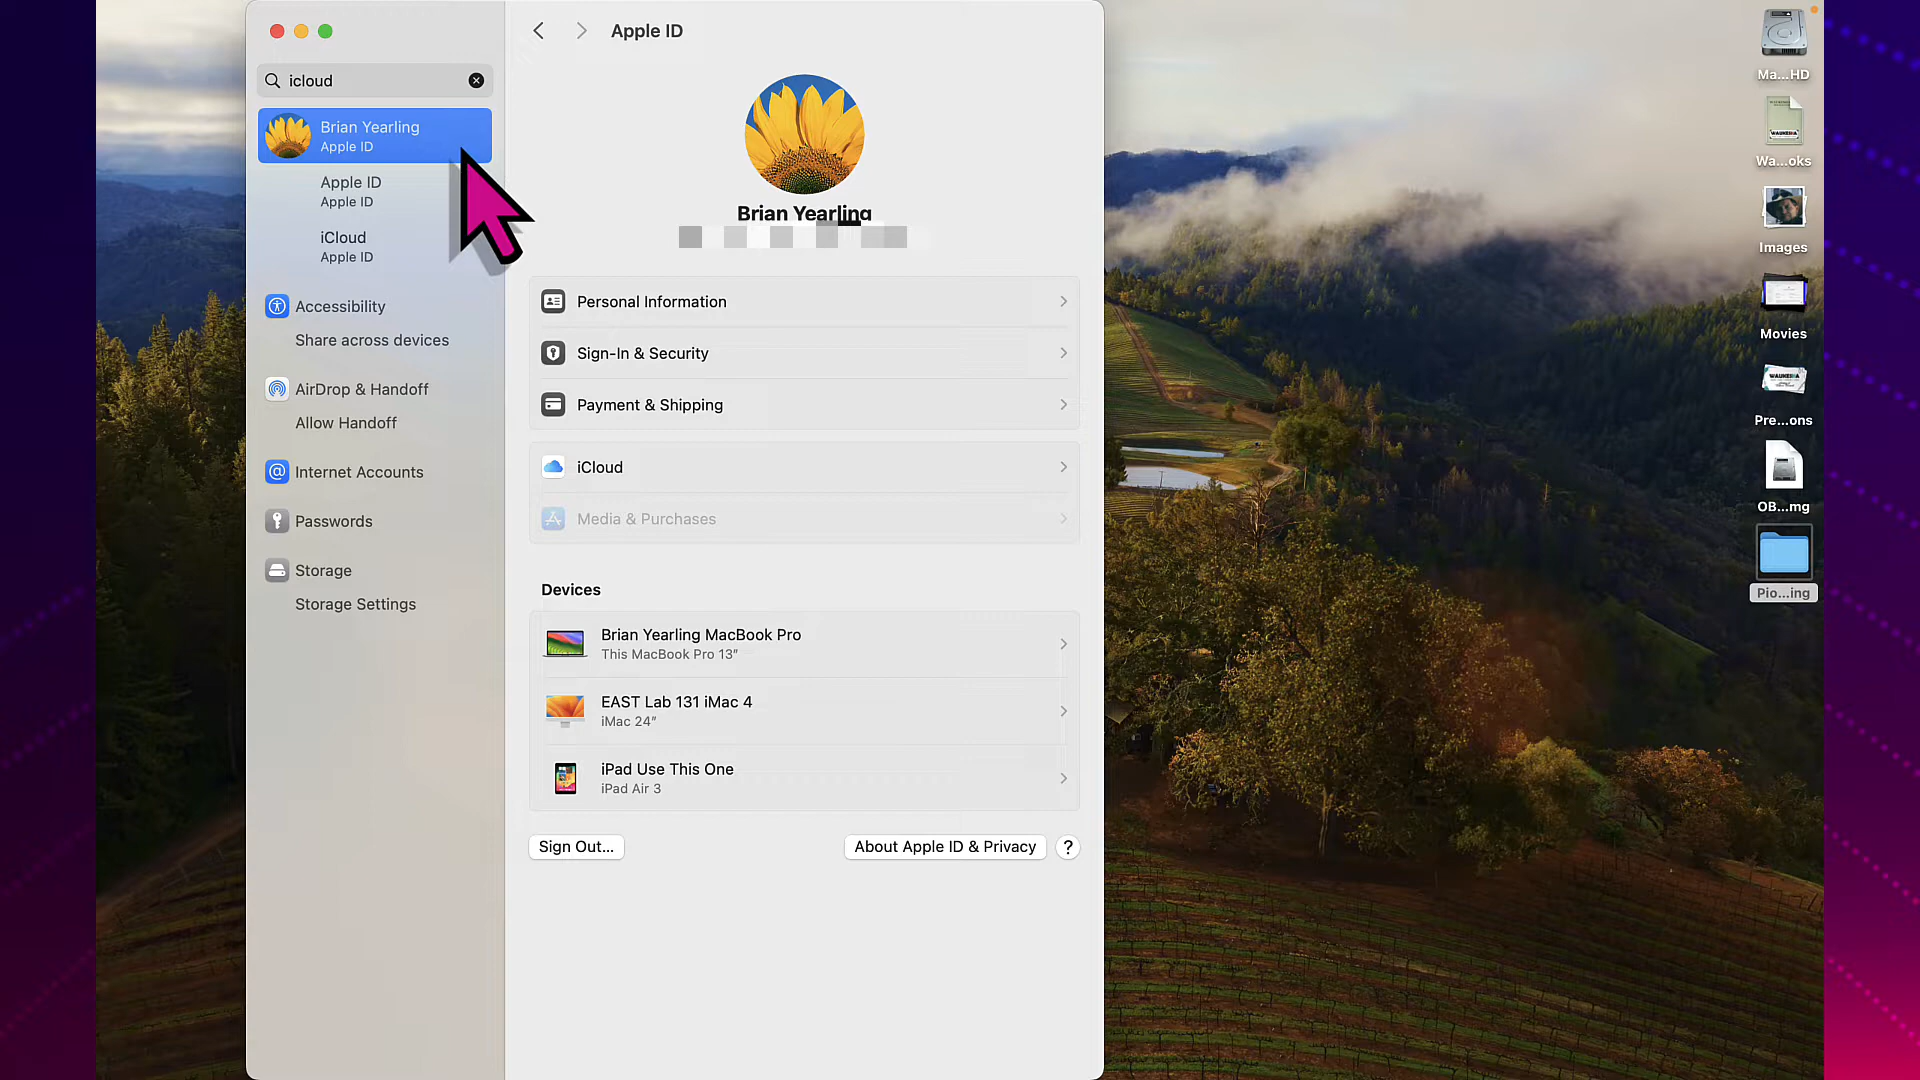 Apple ID
icloud
Brian Yearling
Apple ID
Apple ID
Apple ID
iCloud
Apple ID
Accessibility
Share across devices
AirDrop & Handoff
Allow Handoff
Internet Accounts
Passwords
Storage
Storage Settings
Brian Yearling
Personal Information
Sign-In & Security
Payment & Shipping
iCloud
Media & Purchases
Devices
Brian Yearling MacBook Pro
This MacBook Pro 13”
EAST Lab 131 iMac 4
iMac 24”
iPad Use This One
iPad Air 3
Sign Out...
About Apple ID & Privacy
?
Ma...HD
WAUKESHA
Wa...oks
Images
Movies
WAUKESHA
Pre...ons
OB...mg
Pio...ing